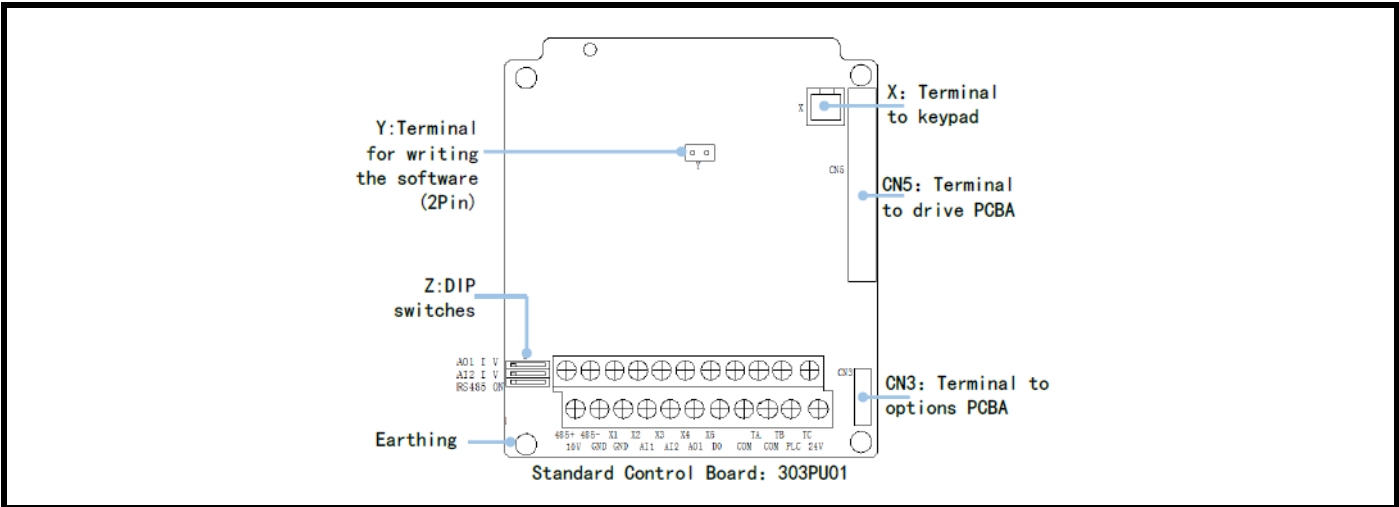 X: Terminal
to keypad
X
Y:Terminal
for writing
the software
(2Pin)
Y
CN5
CN5: Terminal
to drive PCBA
Z:DIP
switches
AO1 I V
AI2 I V
RS485 ON
CN3
CN3: Terminal to
options PCBA
Earthing
485+ 485- X1 X2 X3 X4 X5 TA TB TC
10V GND GND AI1 AI2 AO1 DO COM COM PLC 24V
Standard Control Board: 303PU01